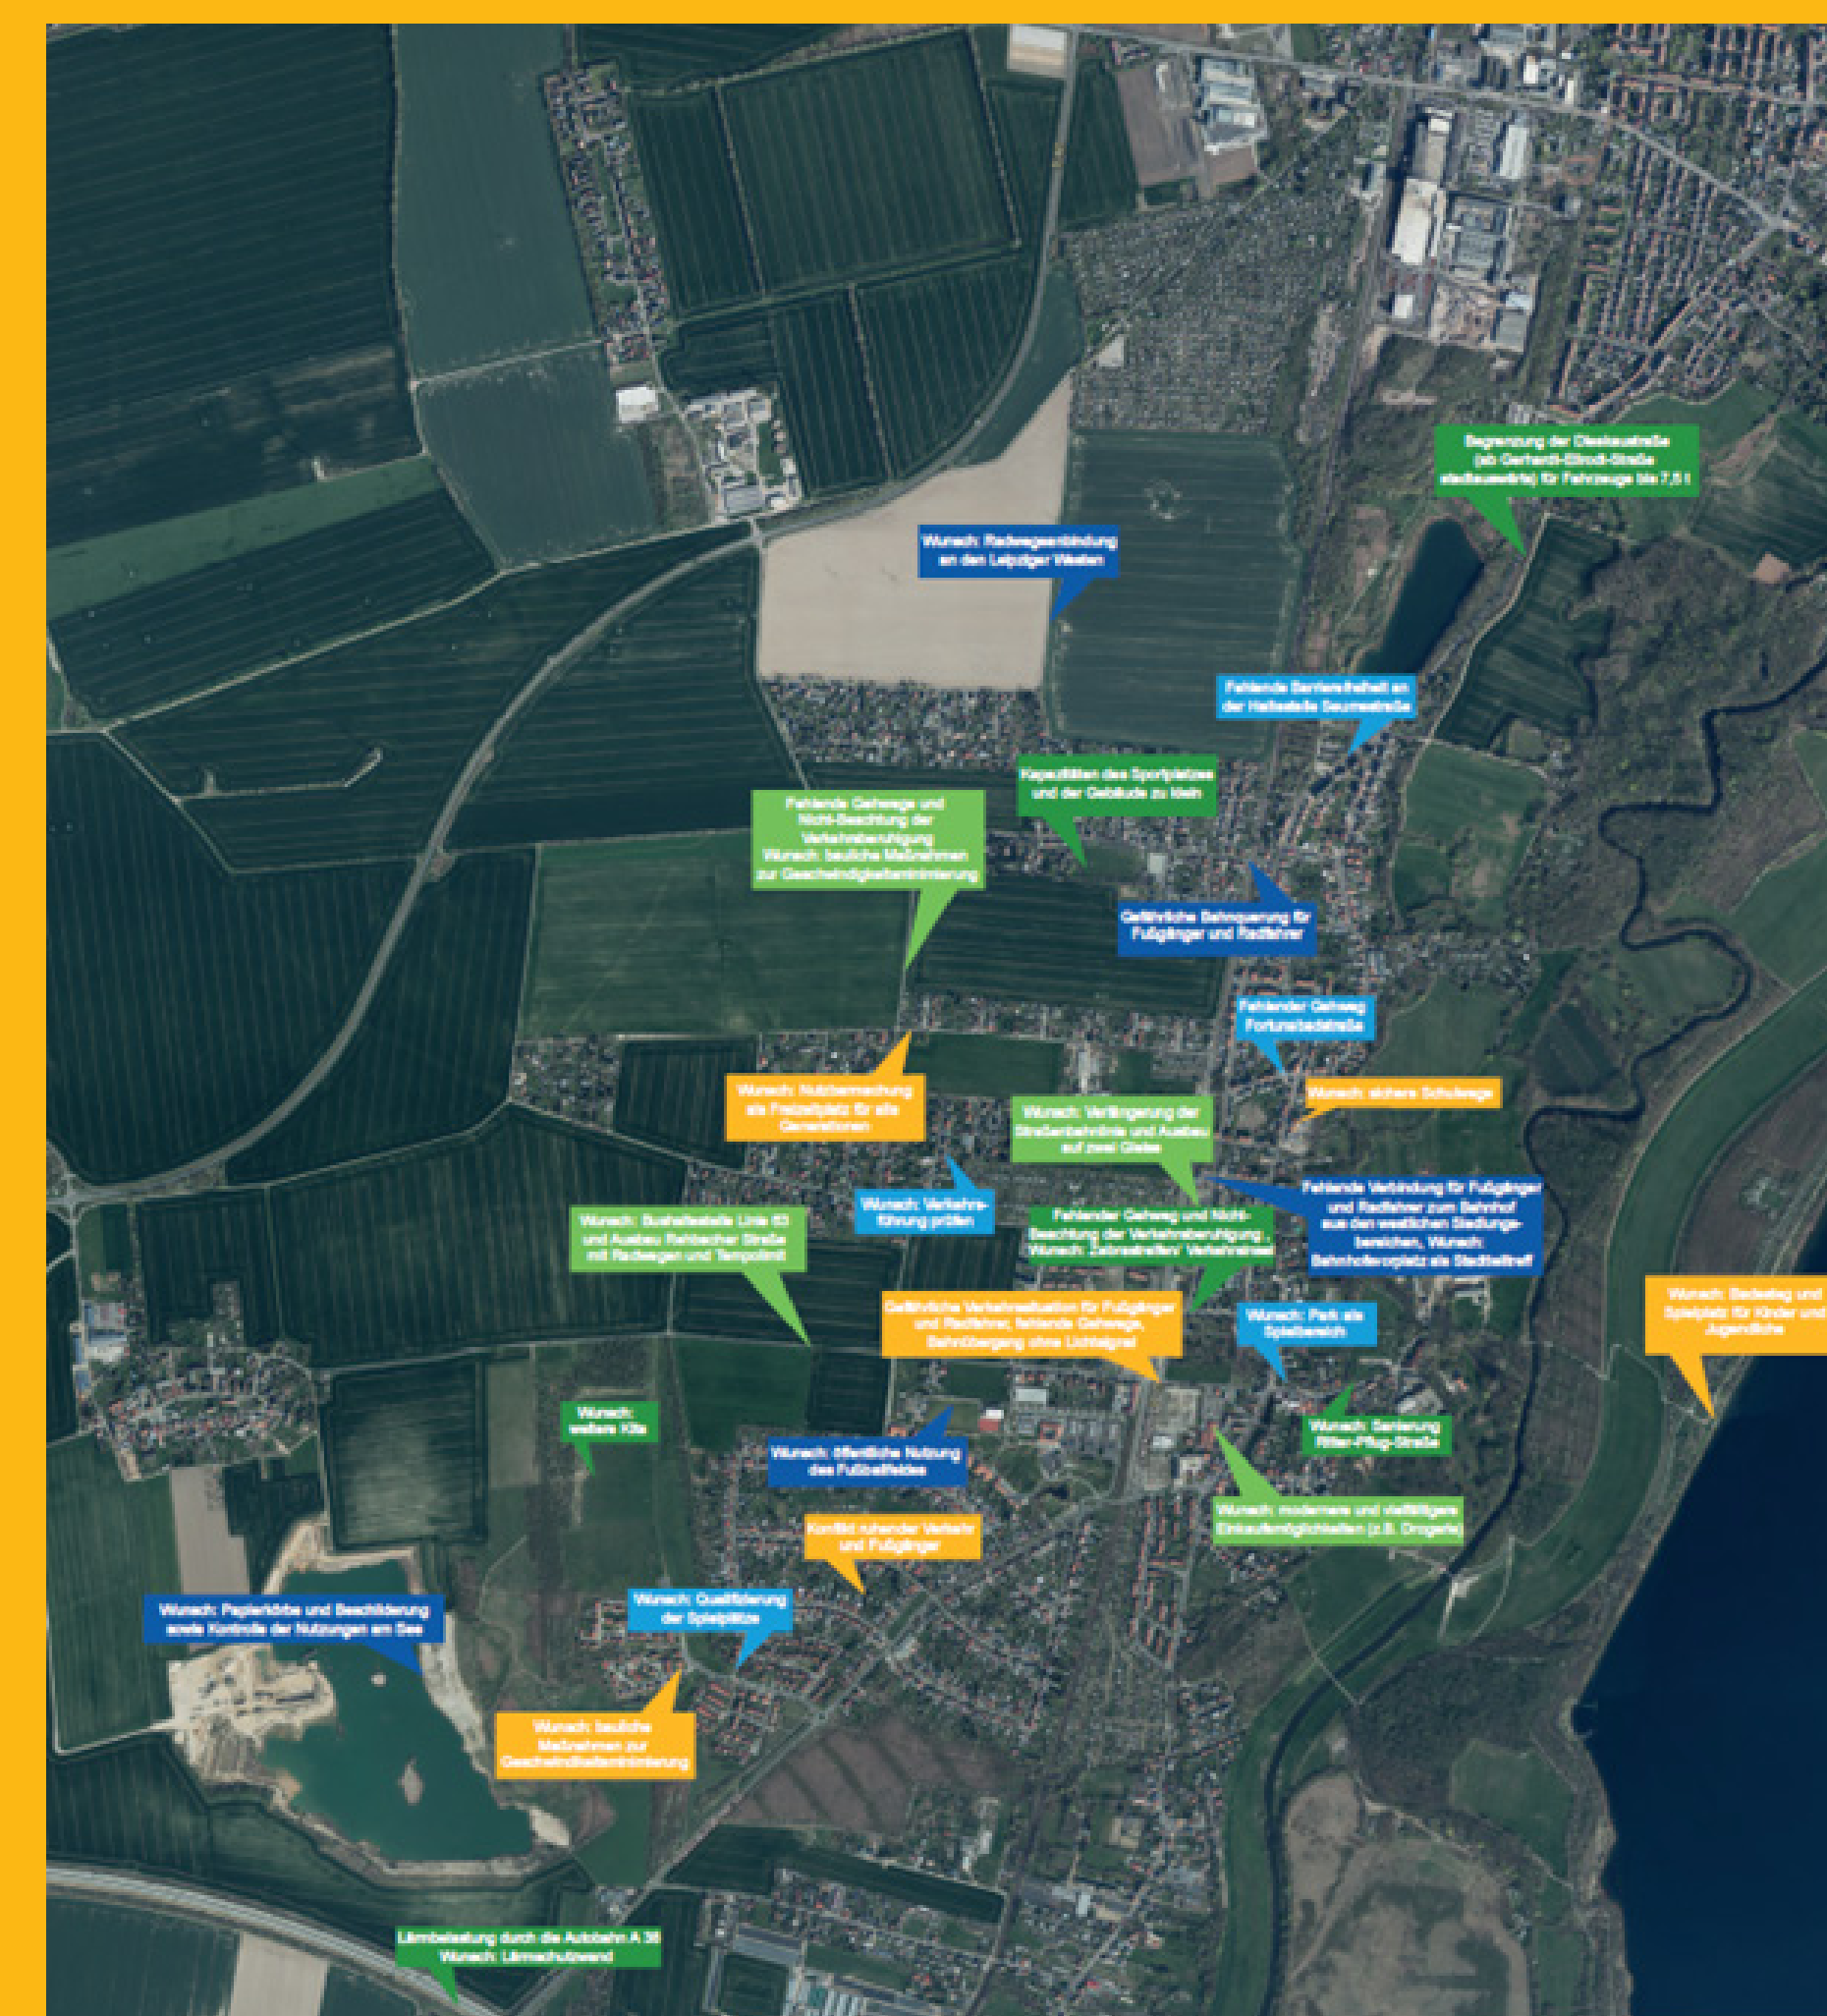 Begrenzung der Dieskaustraße
(ab Gerhard-Ellrodt-Straße
stadtauswärts) für Fahrzeuge bis 7,5 t
Wunsch: Radwegeanbindung
an den Leipziger Westen
Fehlende Barrierefreiheit an
der Haltestelle Seumestraße
Kapazitäten des Sportplatzes
und der Gebäude zu klein
Fehlende Gehwege und
Nicht-Beachtung der
Verkehrsberuhigung
Wunsch: bauliche Maßnahmen
zur Geschwindigkeitsminimierung
Gefährliche Bahnquerung für
Fußgänger und Radfahrer
Fehlender Gehweg
Fortunabadstraße
Wunsch: Nutzbarmachung
als Freizeitplatz für alle
Generationen
Wunsch: sichere Schulwege
Wunsch: Verlängerung der
Straßenbahnlinie und Ausbau
auf zwei Gleise
Wunsch: Verkehrs-
führung prüfen
Fehlende Verbindung für Fußgänger
und Radfahrer zum Bahnhof
aus den westlichen Siedlungs-
bereichen, Wunsch:
Bahnhofsvorplatz als Stadtteiltreff
Wunsch: Bushaltestelle Linie 63
und Ausbau Rehbacher Straße
mit Radwegen und Tempolimit
Fehlender Gehweg und Nicht-
Beachtung der Verkehrsberuhigung ,
Wunsch: Zebrastreifen/ Verkehrsinsel
Gefährliche Verkehrssituation für Fußgänger
und Radfahrer, fehlende Gehwege,
Bahnübergang ohne Lichtsignal
Wunsch: Park als
Spielbereich
Wunsch: Badesteg und
Spielplatz für Kinder und
Jugendliche
Wunsch:
weitere Kita
Wunsch: öffentliche Nutzung
des Fußballfeldes
Wunsch: Sanierung
Ritter-Pflug-Straße
Wunsch: modernere und vielfältigere
Einkaufsmöglichkeiten (z.B. Drogerie)
Konflikt ruhender Verkehr
und Fußgänger
Wunsch: Papierkörbe und Beschilderung
sowie Kontrolle der Nutzungen am See
Wunsch: Qualifizierung
der Spielplätze
Wunsch: bauliche
Maßnahmen zur
Lärmbelastung durch die Autobahn A 38
Wunsch: Lärmschutzwand